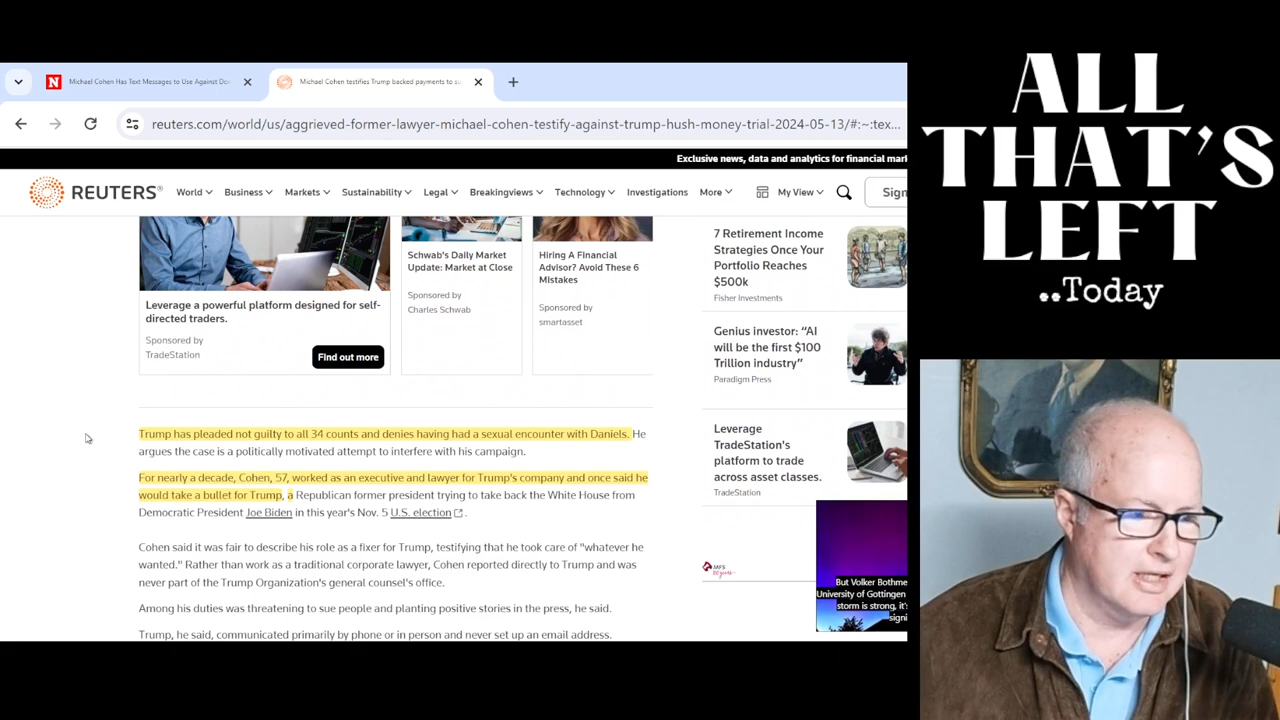 Michael Cohen Has Text Messages to Use Against Do
Michael Cohen testifies Trump backed payments to su
reuters.com/world/us/aggrieved-former-lawyer-michael-cohen-testify-against-trump-hush-money-trial-2024-05-13/#:~:tex...
Exclusive news, data and analytics for financial mar
REUTERS®
World
Business
Markets
Sustainability
Legal
Breakingviews
Technology
Investigations
More
My View
Sign
Leverage a powerful platform designed for self-
directed traders.
Sponsored by
TradeStation
Find out more
Schwab's Daily Market
Update: Market at Close
Sponsored by
Charles Schwab
Hiring A Financial
Advisor? Avoid These 6
Mistakes
Sponsored by
smartasset
7 Retirement Income
Strategies Once Your
Portfolio Reaches
$500k
Fisher Investments
Genius investor: “AI
will be the first $100
Trillion industry”
Paradigm Press
Leverage
TradeStation's
platform to trade
across asset classes.
TradeStation
Trump has pleaded not guilty to all 34 counts and denies having had a sexual encounter with Daniels. He
argues the case is a politically motivated attempt to interfere with his campaign.
For nearly a decade, Cohen, 57, worked as an executive and lawyer for Trump's company and once said he
would take a bullet for Trump, a Republican former president trying to take back the White House from
Democratic President Joe Biden in this year's Nov. 5 U.S. election.
Cohen said it was fair to describe his role as a fixer for Trump, testifying that he took care of "whatever he
wanted." Rather than work as a traditional corporate lawyer, Cohen reported directly to Trump and was
never part of the Trump Organization's general counsel's office.
Among his duties was threatening to sue people and planting positive stories in the press, he said.
Trump, he said, communicated primarily by phone or in person and never set up an email address.
But Volker Bothme
University of Gottingen
storm is strong, it's
signi
ALL
THAT'S
LEFT
..Today